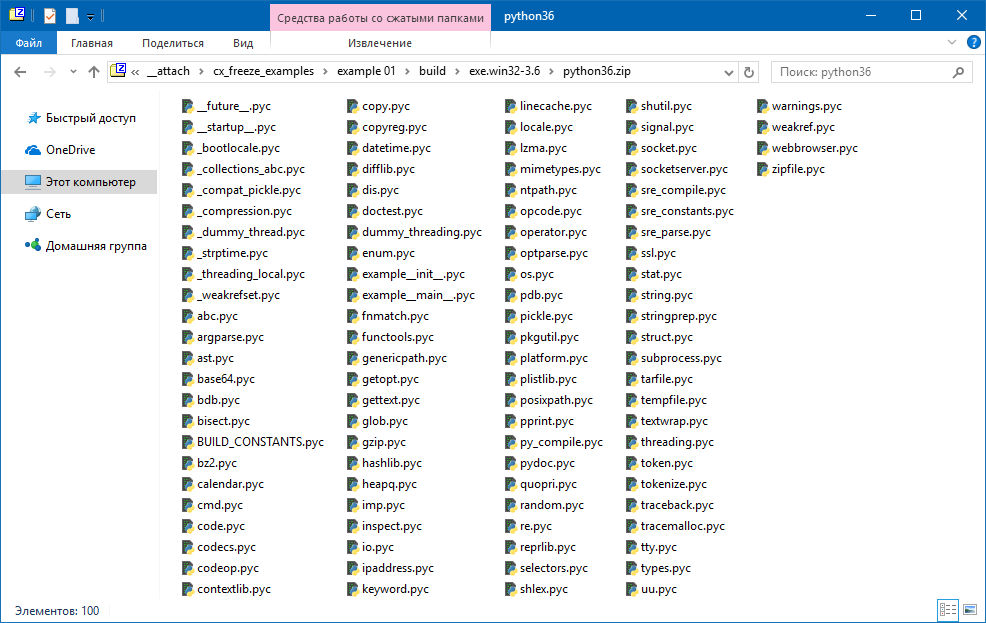 Средства работы со сжатыми папками
python36
Файл
Главная
Поделиться
Вид
Извлечение
« __attach › cx_freeze_examples › example 01 › build › exe.win32-3.6 › python36.zip
Поиск: python36
Быстрый доступ
OneDrive
Этот компьютер
Сеть
Домашняя группа
__future__.pyc
__startup__.pyc
_bootlocale.pyc
_collections_abc.pyc
_compat_pickle.pyc
_compression.pyc
_dummy_thread.pyc
_strptime.pyc
_threading_local.pyc
_weakrefset.pyc
abc.pyc
argparse.pyc
ast.pyc
base64.pyc
bdb.pyc
bisect.pyc
BUILD_CONSTANTS.pyc
bz2.pyc
calendar.pyc
cmd.pyc
code.pyc
codecs.pyc
codeop.pyc
contextlib.pyc
copy.pyc
copyreg.pyc
datetime.pyc
difflib.pyc
dis.pyc
doctest.pyc
dummy_threading.pyc
enum.pyc
example__init__.pyc
example__main__.pyc
fnmatch.pyc
functools.pyc
genericpath.pyc
getopt.pyc
gettext.pyc
glob.pyc
gzip.pyc
hashlib.pyc
heapq.pyc
imp.pyc
inspect.pyc
io.pyc
ipaddress.pyc
keyword.pyc
linecache.pyc
locale.pyc
lzma.pyc
mimetypes.pyc
ntpath.pyc
opcode.pyc
operator.pyc
optparse.pyc
os.pyc
pdb.pyc
pickle.pyc
pkgutil.pyc
platform.pyc
plistlib.pyc
posixpath.pyc
pprint.pyc
py_compile.pyc
pydoc.pyc
quopri.pyc
random.pyc
re.pyc
reprlib.pyc
selectors.pyc
shlex.pyc
shutil.pyc
signal.pyc
socket.pyc
socketserver.pyc
sre_compile.pyc
sre_constants.pyc
sre_parse.pyc
ssl.pyc
stat.pyc
string.pyc
stringprep.pyc
struct.pyc
subprocess.pyc
tarfile.pyc
tempfile.pyc
textwrap.pyc
threading.pyc
token.pyc
tokenize.pyc
traceback.pyc
tracemalloc.pyc
tty.pyc
types.pyc
uu.pyc
warnings.pyc
weakref.pyc
webbrowser.pyc
zipfile.pyc
Элементов: 100